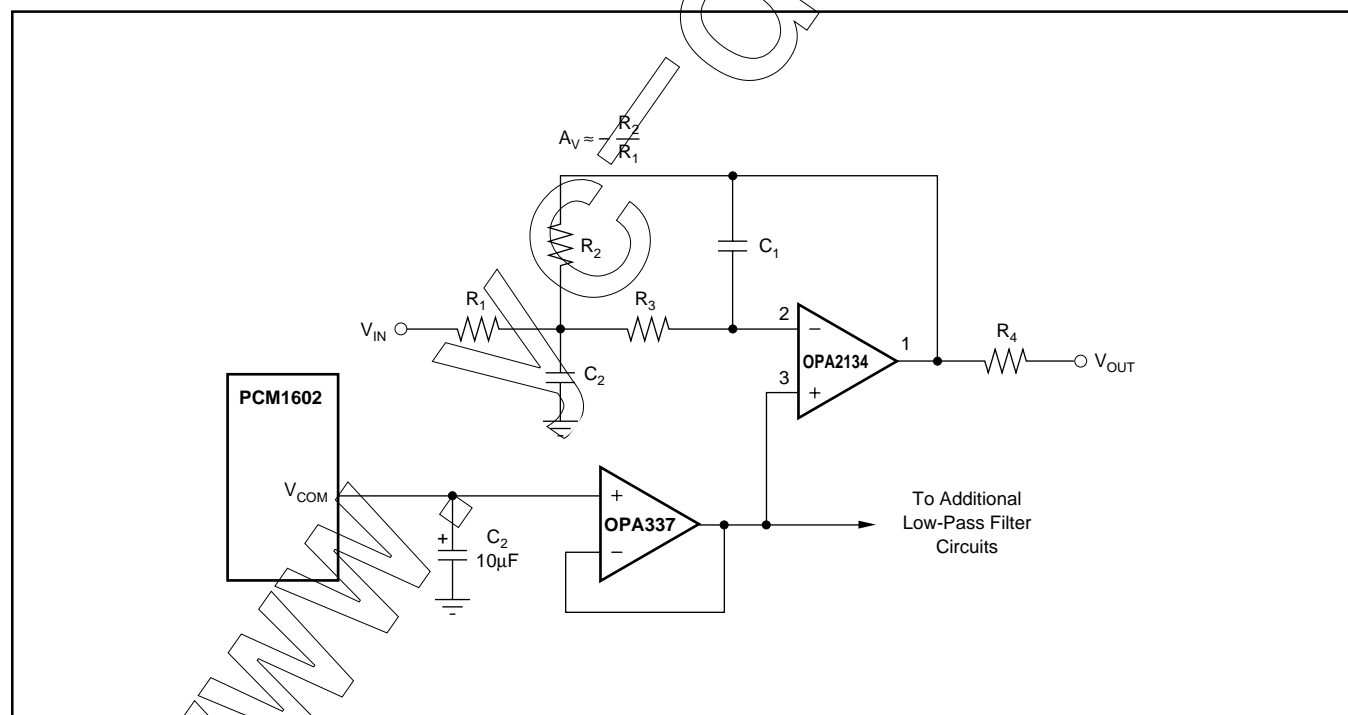 A_V ≈ − R_2
R_1
R_2
C_1
R_1
R_3
V_IN
2
−
OPA2134
1
R_4
V_OUT
3
+
C_2
PCM1602
V_COM
+
OPA337
−
To Additional
Low-Pass Filter
Circuits
+
C_2
10μF